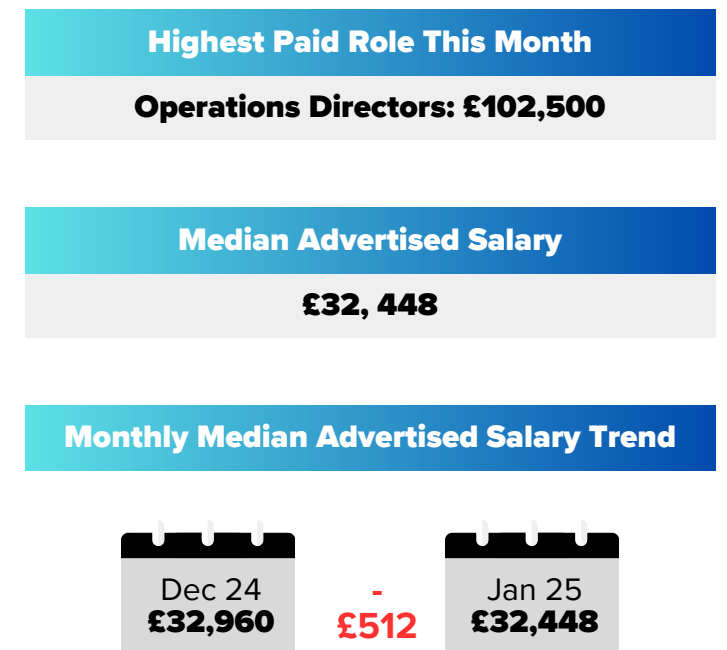 Highest Paid Role This Month
Operations Directors: £102,500
Median Advertised Salary
£32, 448
Monthly Median Advertised Salary Trend
Dec 24
£32,960
-
£512
Jan 25
£32,448